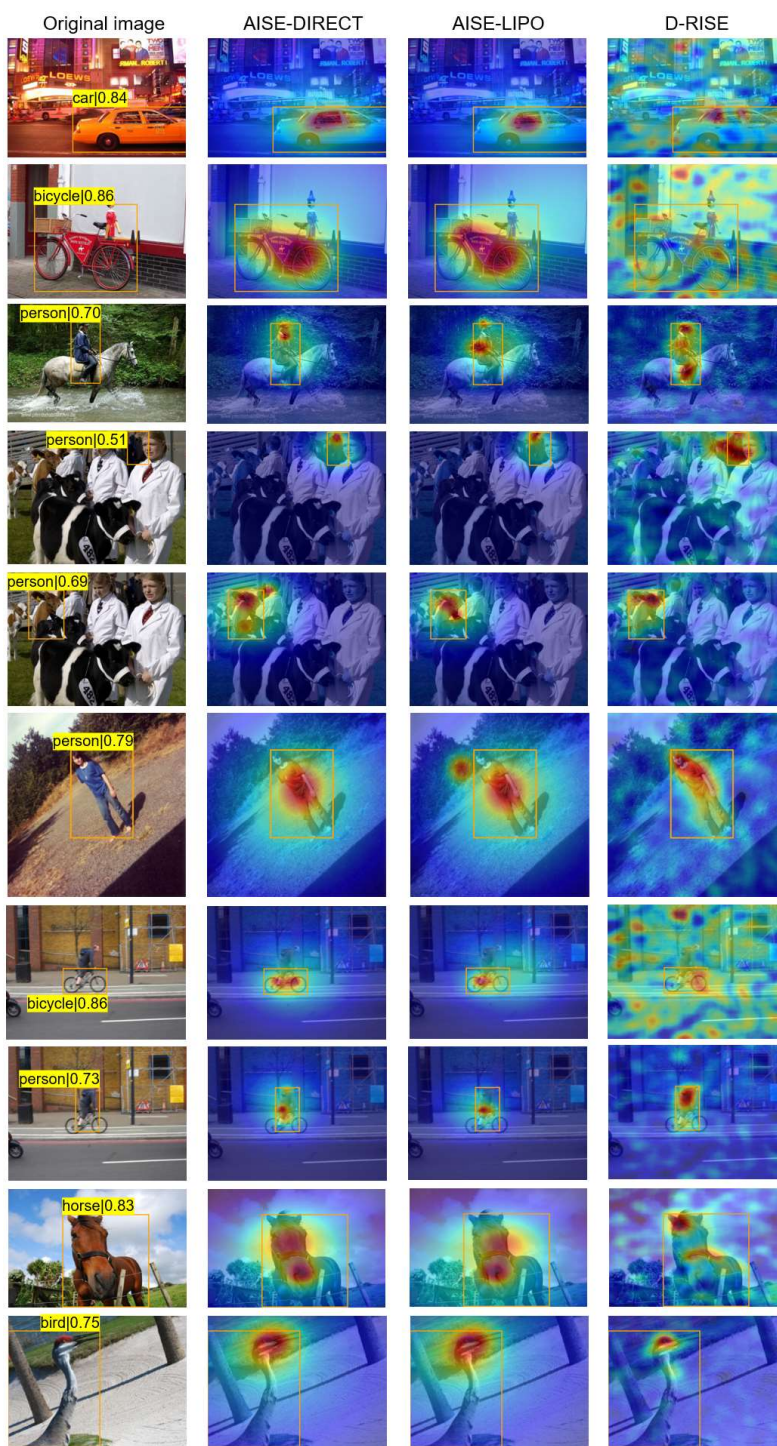 Original image AISE-DIRECT AISE-LIPO D-RISE
LOEWS
car|0.84
bicycle|0.86
person|0.70
person|0.51
482
person|0.69
482
person|0.79
bicycle|0.86
person|0.73
horse|0.83
bird|0.75